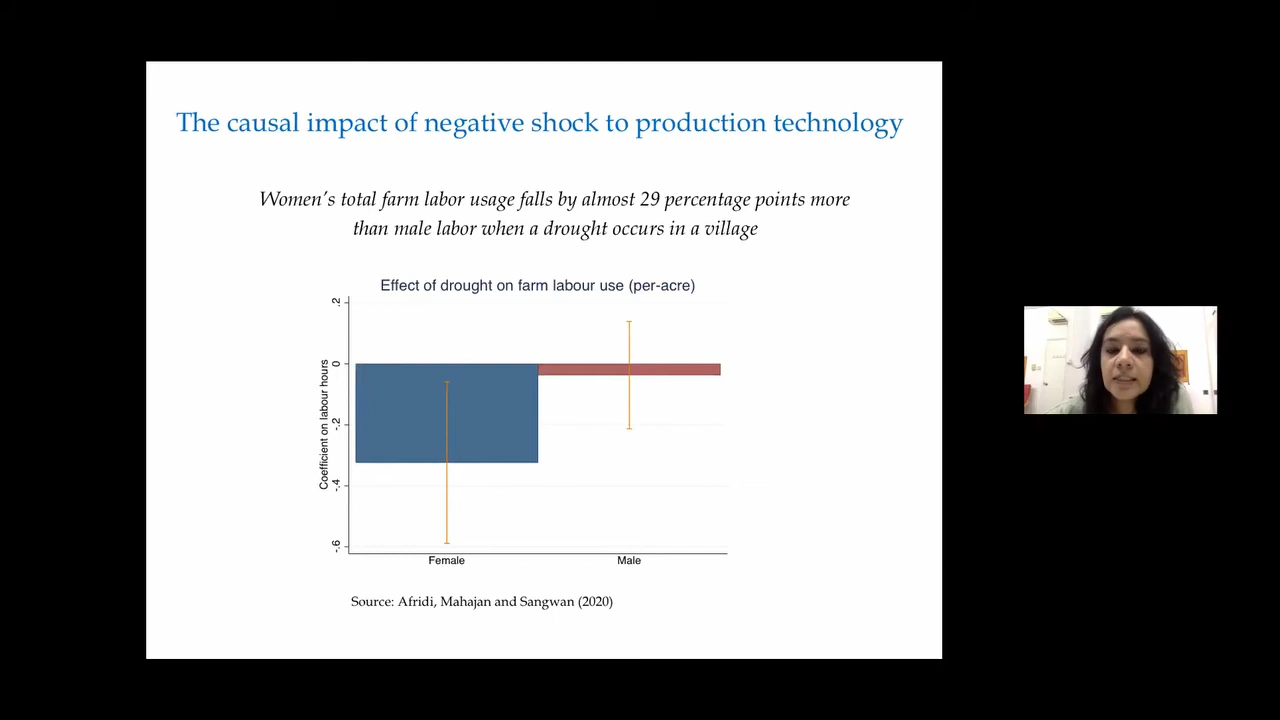 The causal impact of negative shock to production technology
Women's total farm labor usage falls by almost 29 percentage points more
than male labor when a drought occurs in a village
Effect of drought on farm labour use (per-acre)
Coefficient on labour hours
.2
0
-.2
-.4
-.6
Female
Male
Source: Afridi, Mahajan and Sangwan (2020)